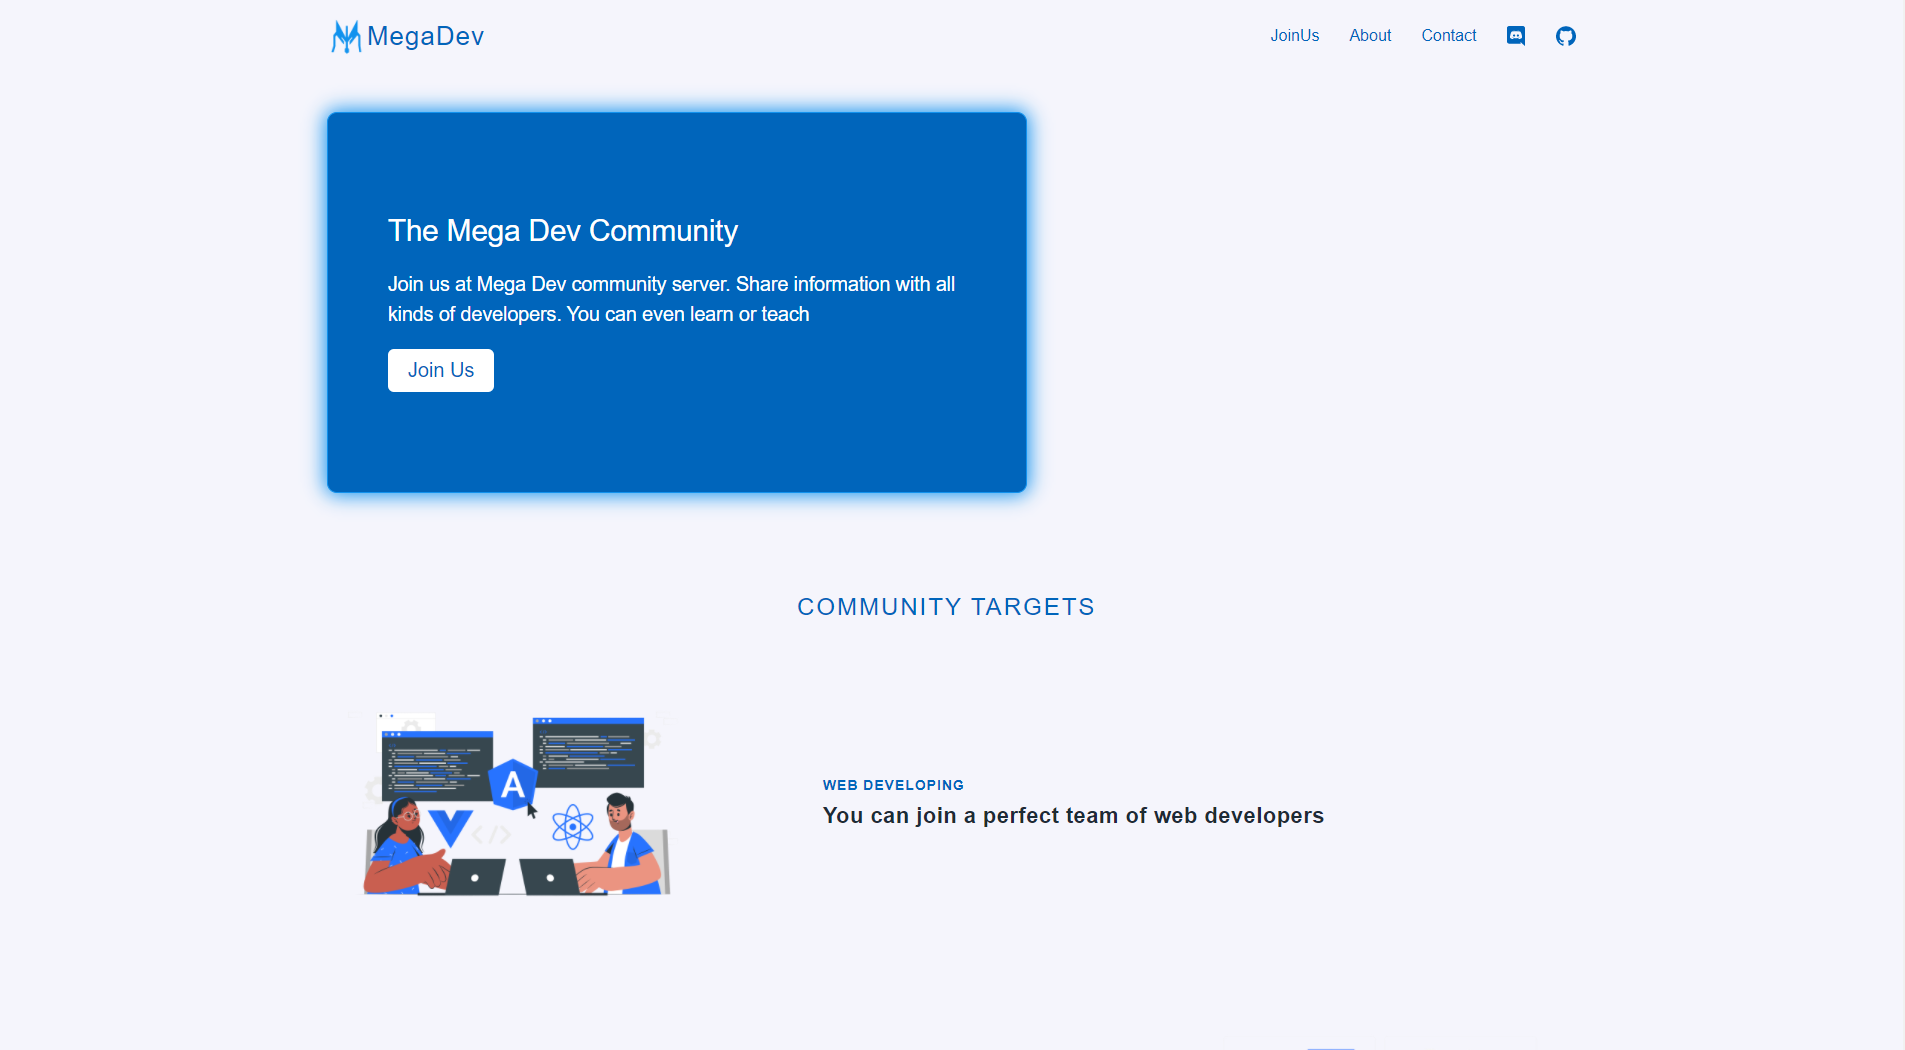 MegaDev
JoinUs
About
Contact
The Mega Dev Community
Join us at Mega Dev community server. Share information with all
kinds of developers. You can even learn or teach
Join Us
COMMUNITY TARGETS
A
</>
WEB DEVELOPING
You can join a perfect team of web developers